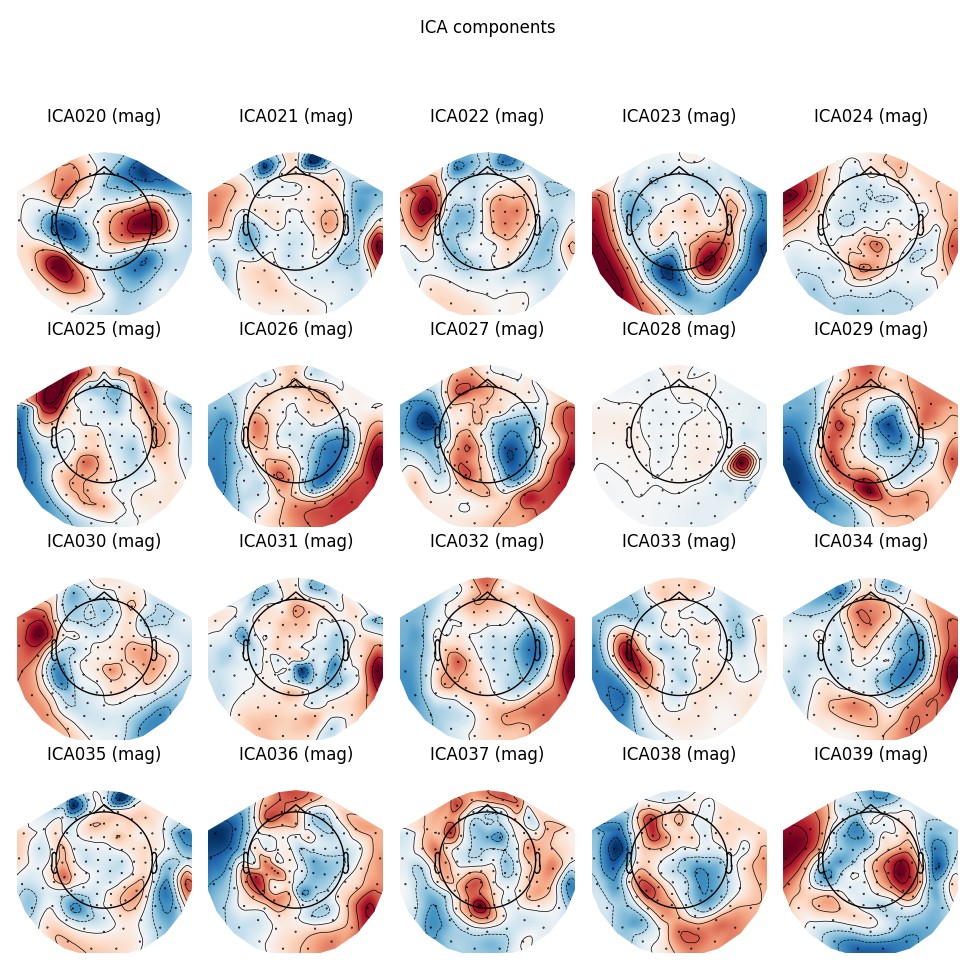 ICA components
ICA020 (mag) ICA021 (mag) ICA022 (mag) ICA023 (mag) ICA024 (mag)
ICA025 (mag) ICA026 (mag) ICA027 (mag) ICA028 (mag) ICA029 (mag)
ICA030 (mag) ICA031 (mag) ICA032 (mag) ICA033 (mag) ICA034 (mag)
ICA035 (mag) ICA036 (mag) ICA037 (mag) ICA038 (mag) ICA039 (mag)